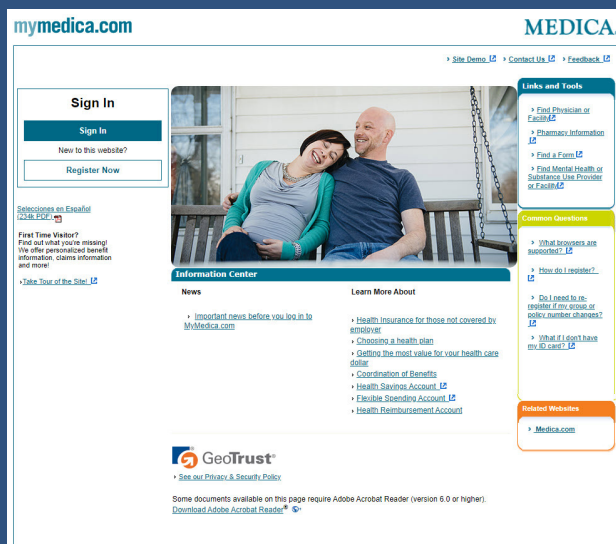 mymedica.com
MEDICA
Site Demo
Contact Us
Feedback
Sign In
Sign In
New to this website?
Register Now
Selecciones en Español
(234k PDF)
First Time Visitor?
Find out what you're missing!
We offer personalized benefit
information, claims information
and more!
Take Tour of the Site!
Information Center
News
Important news before you log in to
MyMedica.com
Learn More About
Health Insurance for those not covered by
employer
Choosing a health plan
Getting the most value for your health care
dollar
Coordination of Benefits
Health Savings Account
Flexible Spending Account
Health Reimbursement Account
Links and Tools
Find Physician or
Facility
Pharmacy Information
Find a Form
Find Mental Health or
Substance Use Provider
or Facility
Common Questions
What browsers are
supported?
How do I register?
Do I need to re-
register if my group or
policy number changes?
What if I don't have
my ID card?
Related Websites
Medica.com
GeoTrust®
See our Privacy & Security Policy
Some documents available on this page require Adobe Acrobat Reader (version 6.0 or higher).
Download Adobe Acrobat Reader®